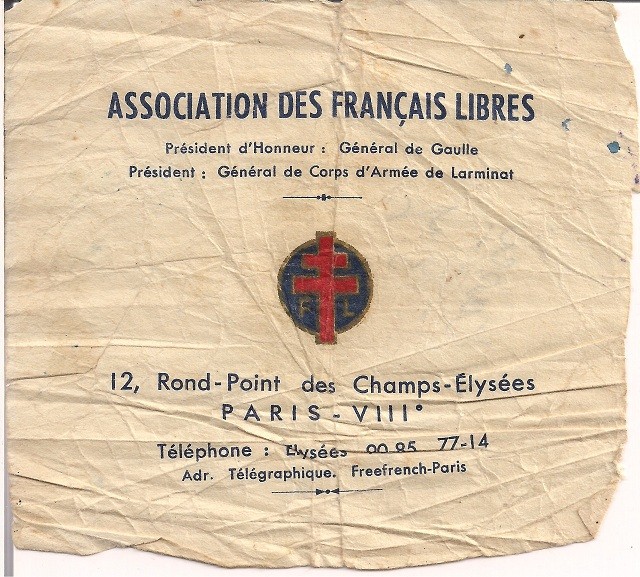 ASSOCIATION DES FRANÇAIS LIBRES
Président d'Honneur : Général de Gaulle
Président : Général de Corps d'Armée de Larminat
F L
12, Rond-Point des Champs-Élysées
PARIS - VIII°
Téléphone : Elysées 77-14
Adr. Télégraphique. Freefrench-Paris